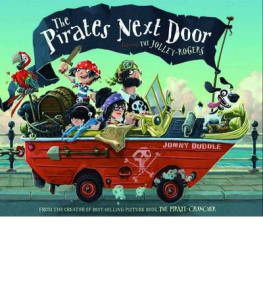 The
Pirates Next Door
STARRING THE JOLLEY-ROGERS
JONNY DUDDLE
FROM THE CREATOR OF BEST-SELLING PICTURE BOOK, THE PIRATE-CRUNCHER